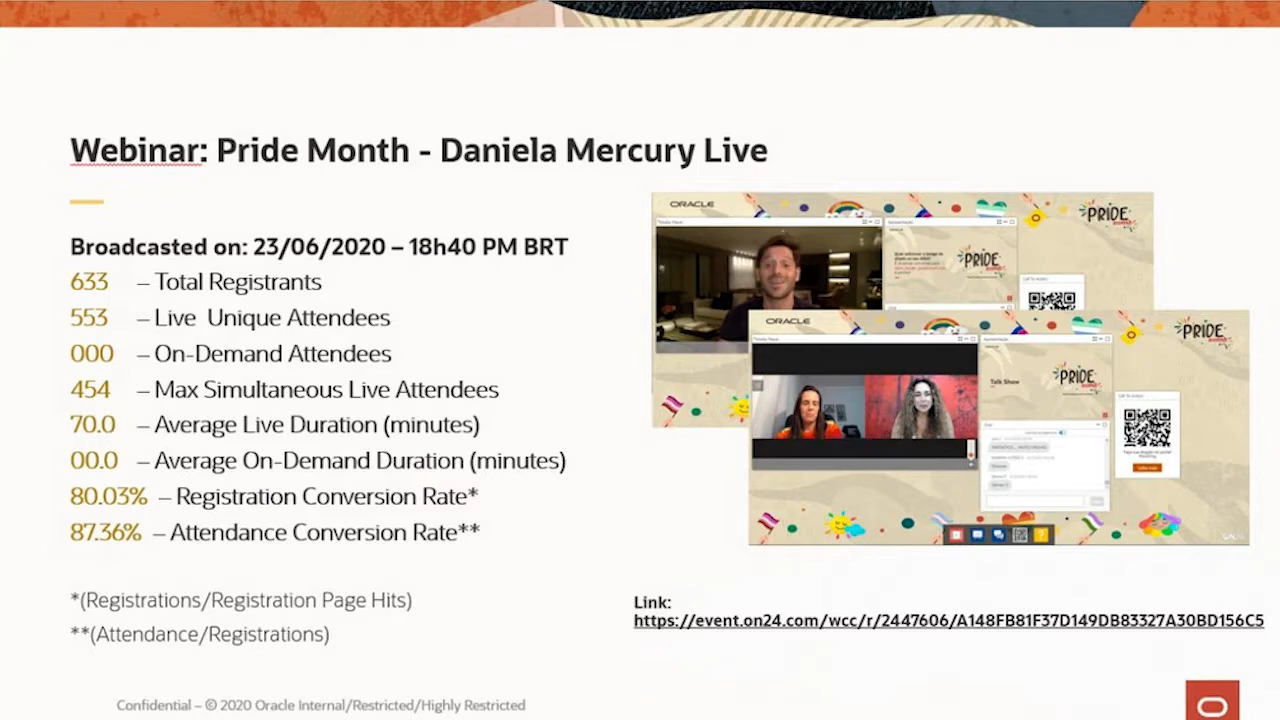 Webinar: Pride Month - Daniela Mercury Live
Broadcasted on: 23/06/2020 – 18h40 PM BRT
633 – Total Registrants
553 – Live Unique Attendees
000 – On-Demand Attendees
454 – Max Simultaneous Live Attendees
70.0 – Average Live Duration (minutes)
00.0 – Average On-Demand Duration (minutes)
80.03% – Registration Conversion Rate*
87.36% – Attendance Conversion Rate**
*(Registrations/Registration Page Hits)
**(Attendance/Registrations)
ORACLE
PRIDE
PRIDE
ORACLE
PRIDE
Talk Show
PRIDE
Link:
https://event.on24.com/wcc/r/2447606/A148FB81F37D149DB83327A30BD156C5
Confidential – © 2020 Oracle Internal/Restricted/Highly Restricted